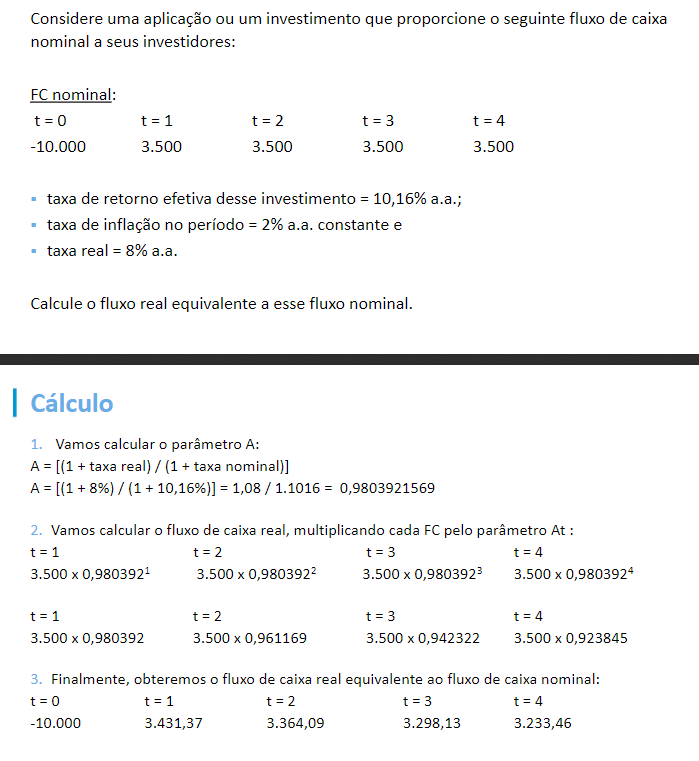 Considere uma aplicação ou um investimento que proporcione o seguinte fluxo de caixa
nominal a seus investidores:
FC nominal:
t = 0 t = 1 t = 2 t = 3 t = 4
-10.000 3.500 3.500 3.500 3.500
▪ taxa de retorno efetiva desse investimento = 10,16% a.a.;
▪ taxa de inflação no período = 2% a.a. constante e
▪ taxa real = 8% a.a.
Calcule o fluxo real equivalente a esse fluxo nominal.
Cálculo
1. Vamos calcular o parâmetro A:
A = [(1 + taxa real) / (1 + taxa nominal)]
A = [(1 + 8%) / (1 + 10,16%)] = 1,08 / 1.1016 = 0,9803921569
2. Vamos calcular o fluxo de caixa real, multiplicando cada FC pelo parâmetro At :
t = 1 t = 2 t = 3 t = 4
3.500 x 0,980392¹ 3.500 x 0,980392² 3.500 x 0,980392³ 3.500 x 0,980392⁴
t = 1 t = 2 t = 3 t = 4
3.500 x 0,980392 3.500 x 0,961169 3.500 x 0,942322 3.500 x 0,923845
3. Finalmente, obteremos o fluxo de caixa real equivalente ao fluxo de caixa nominal:
t = 0 t = 1 t = 2 t = 3 t = 4
-10.000 3.431,37 3.364,09 3.298,13 3.233,46